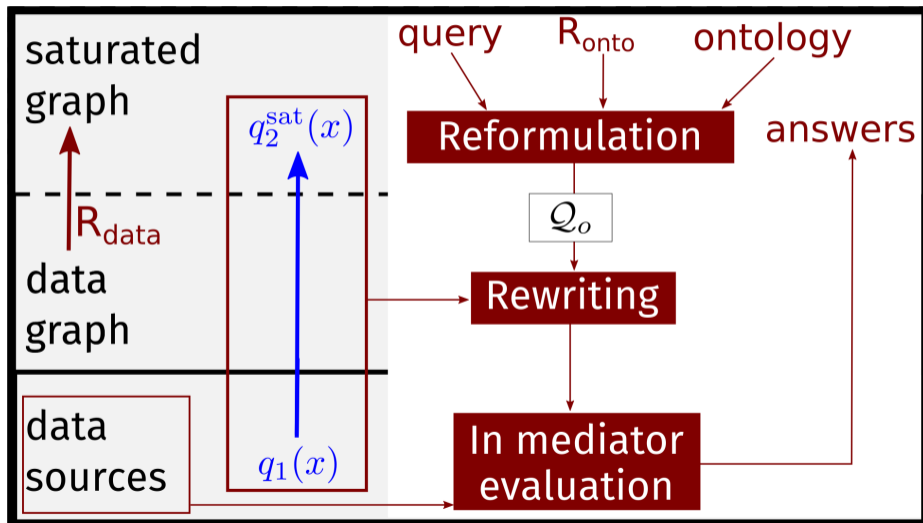 saturated
graph
R_data
data
graph
data
sources
q_2^sat(x)
q_1(x)
query
R_onto
ontology
Reformulation
answers
𝒬_o
Rewriting
In mediator
evaluation